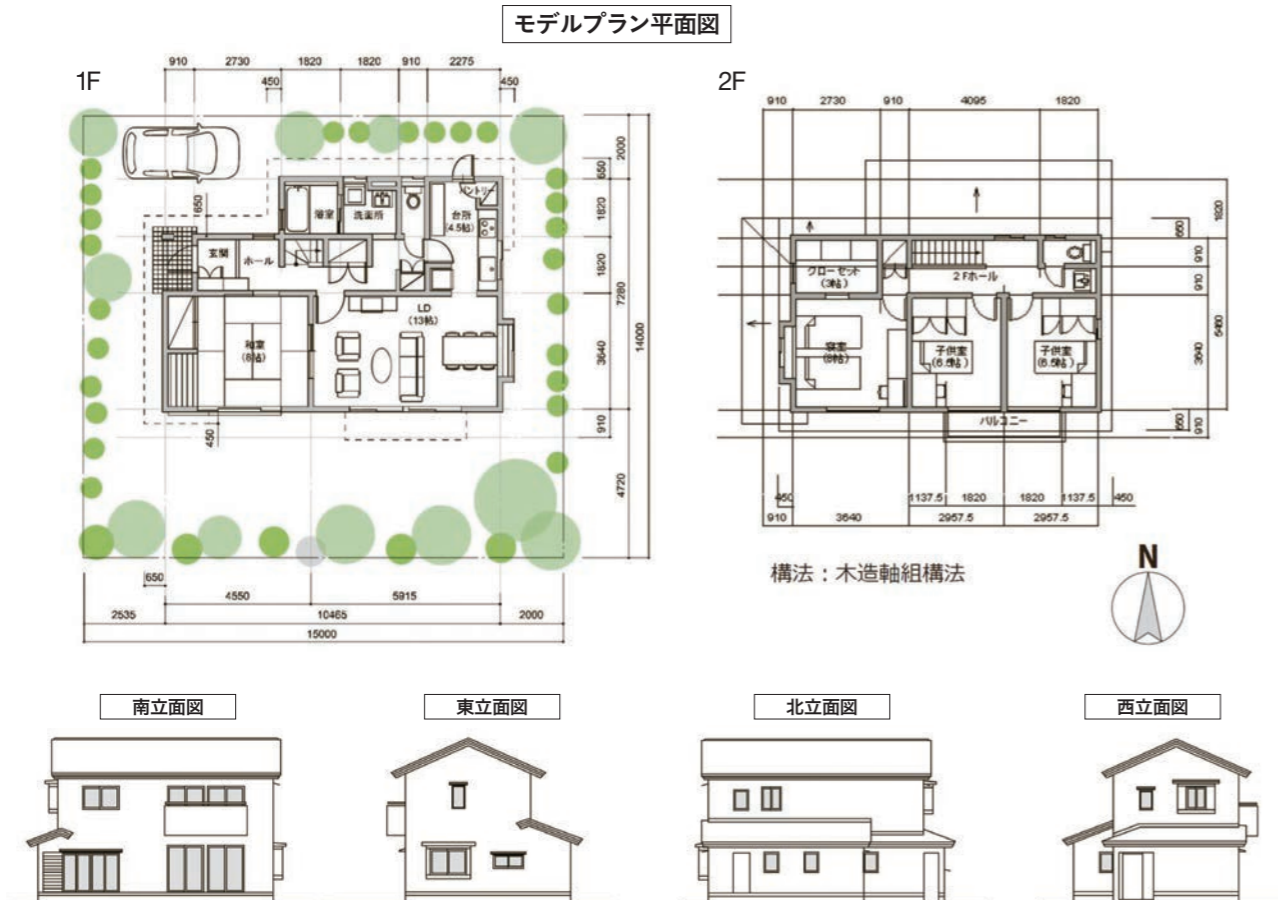 モデルプラン平面図
1F
910 2730 1820 1820 910 2275
450 450
2000
650
650
1820
1820
7280
3640
14000
910
4720
浴室
洗面所
パントリー
台所
(4.5帖)
玄関
ホール
LD
(13帖)
和室
(8帖)
450
650
4550 5915
2535 10465 2000
15000
2F
910 2730 910 4095 1820
1820
650
910
910
5460
3640
650
910
クローゼット
(3帖)
2Fホール
寝室
(8帖)
子供室
(6.5帖)
子供室
(6.5帖)
バルコニー
450 1137.5 1820 1820 1137.5 450
910 3640 2957.5 2957.5
構法：木造軸組構法
N
南立面図
東立面図
北立面図
西立面図